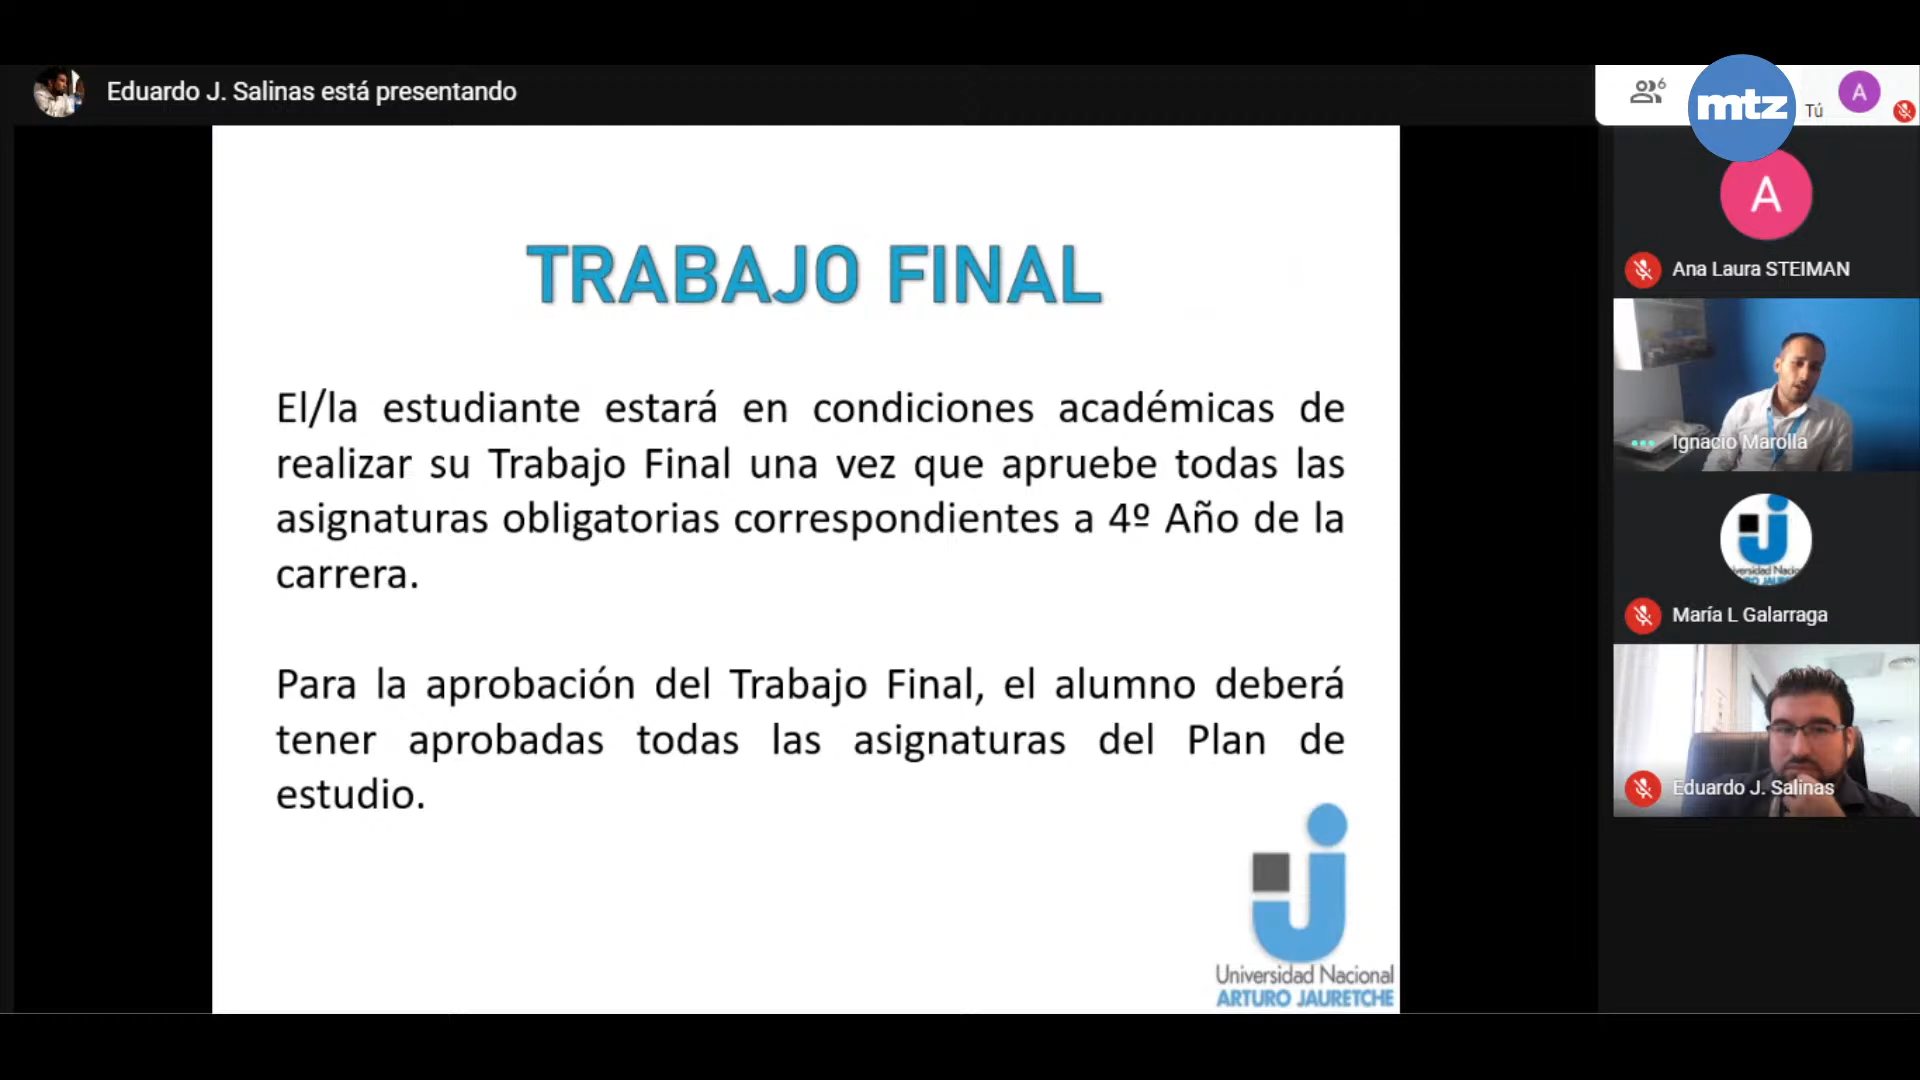 Eduardo J. Salinas está presentando
6
mtz
Tú
A
A
Ana Laura STEIMAN
Ignacio Marolla
María L Galarraga
Eduardo J. Salinas
TRABAJO FINAL
El/la estudiante estará en condiciones académicas de
realizar su Trabajo Final una vez que apruebe todas las
asignaturas obligatorias correspondientes a 4º Año de la
carrera.
Para la aprobación del Trabajo Final, el alumno deberá
tener aprobadas todas las asignaturas del Plan de
estudio.
Universidad Nacional
ARTURO JAURETCHE